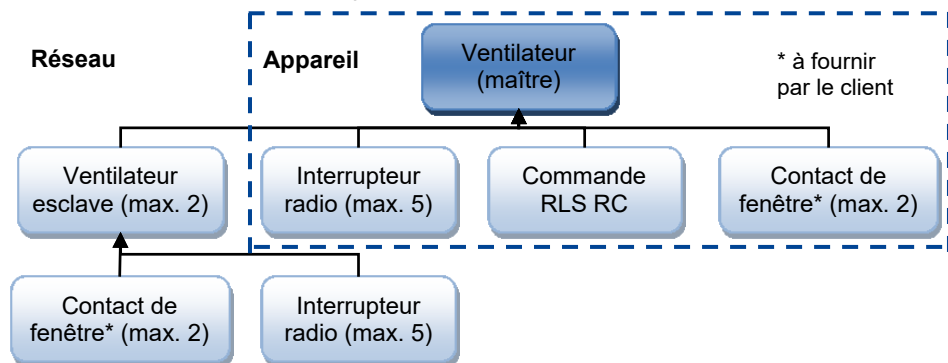 Réseau
Appareil
Ventilateur
(maître)
* à fournir
par le client
Ventilateur
esclave (max. 2)
Interrupteur
radio (max. 5)
Commande
RLS RC
Contact de
fenêtre* (max. 2)
Contact de
fenêtre* (max. 2)
Interrupteur
radio (max. 5)